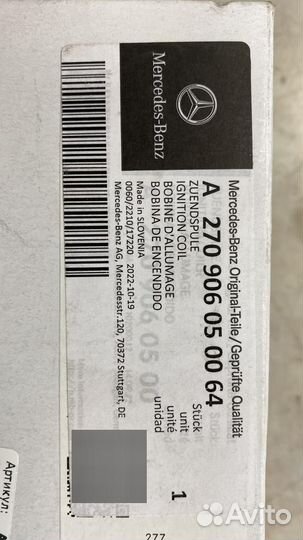 Mercedes-Benz
Mercedes-Benz Original-Teile/Geprüfte Qualität
A 270 906 05 00 64
ZUENDSPULE
IGNITION COIL
BOBINE D'ALLUMAGE
BOBINA DE ENCENDIDO
Stück
unit
unité
unidad
1
Made in SLOVENIA
0060/2210/17220 2022-10-19
Mercedes-Benz AG, Mercedesstr.120, 70372 Stuttgart, DE
Артикул:
277
Avito